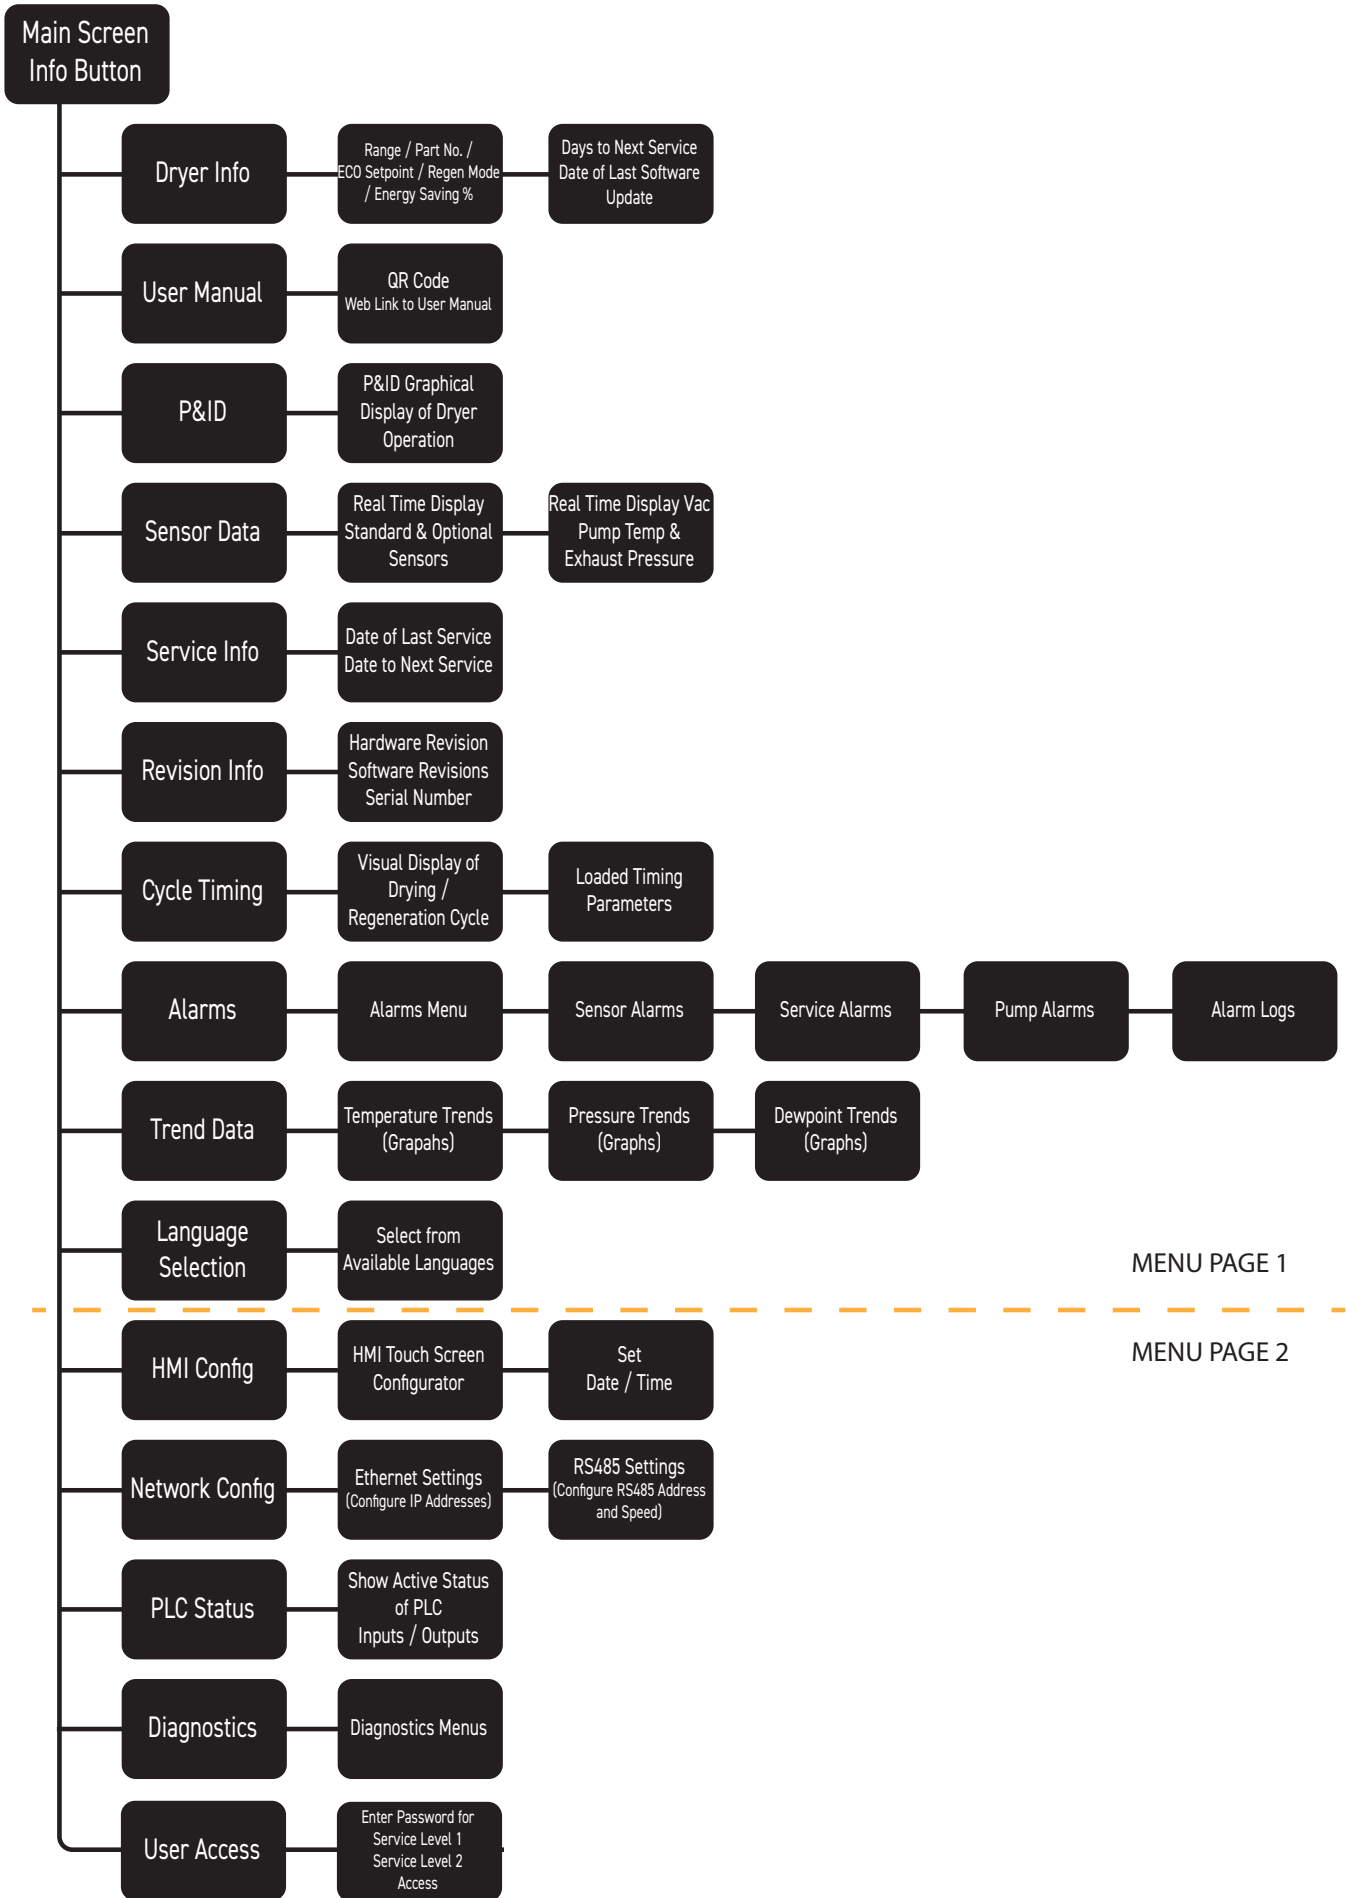 Main Screen
Info Button
Dryer Info
Range / Part No. /
ECO Setpoint / Regen Mode
/ Energy Saving %
Days to Next Service
Date of Last Software
Update
User Manual
QR Code
Web Link to User Manual
P&ID
P&ID Graphical
Display of Dryer
Operation
Sensor Data
Real Time Display
Standard & Optional
Sensors
Real Time Display Vac
Pump Temp &
Exhaust Pressure
Service Info
Date of Last Service
Date to Next Service
Revision Info
Hardware Revision
Software Revisions
Serial Number
Cycle Timing
Visual Display of
Drying /
Regeneration Cycle
Loaded Timing
Parameters
Alarms
Alarms Menu
Sensor Alarms
Service Alarms
Pump Alarms
Alarm Logs
Trend Data
Temperature Trends
(Grapahs)
Pressure Trends
(Graphs)
Dewpoint Trends
(Graphs)
Language
Selection
Select from
Available Languages
MENU PAGE 1
MENU PAGE 2
HMI Config
HMI Touch Screen
Configurator
Set
Date / Time
Network Config
Ethernet Settings
(Configure IP Addresses)
RS485 Settings
(Configure RS485 Address
and Speed)
PLC Status
Show Active Status
of PLC
Inputs / Outputs
Diagnostics
Diagnostics Menus
User Access
Enter Password for
Service Level 1
Service Level 2
Access